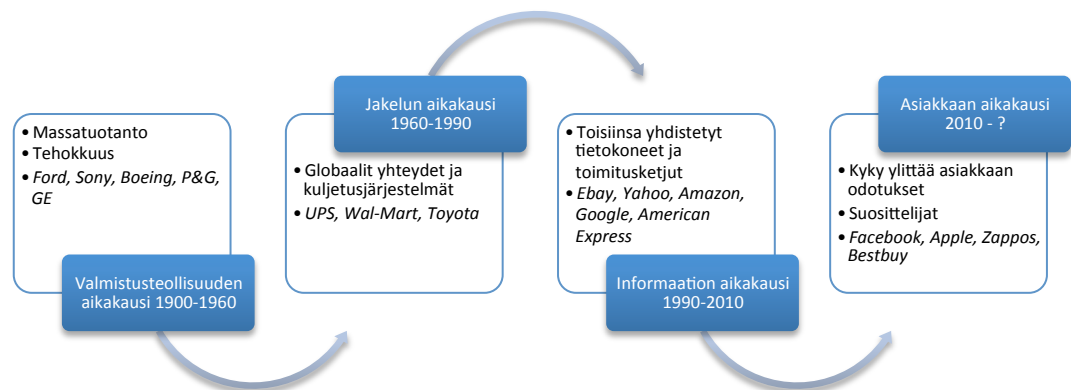 • Massatuotanto
• Tehokkuus
• Ford, Sony, Boeing, P&G,
GE
Valmistusteollisuuden
aikakausi 1900-1960
Jakelun aikakausi
1960-1990
• Globaalit yhteydet ja
kuljetusjärjestelmät
• UPS, Wal-Mart, Toyota
• Toisiinsa yhdistetyt
tietokoneet ja
toimitusketjut
• Ebay, Yahoo, Amazon,
Google, American
Express
Informaation aikakausi
1990-2010
Asiakkaan aikakausi
2010 - ?
• Kyky ylittää asiakkaan
odotukset
• Suosittelijat
• Facebook, Apple, Zappos,
Bestbuy